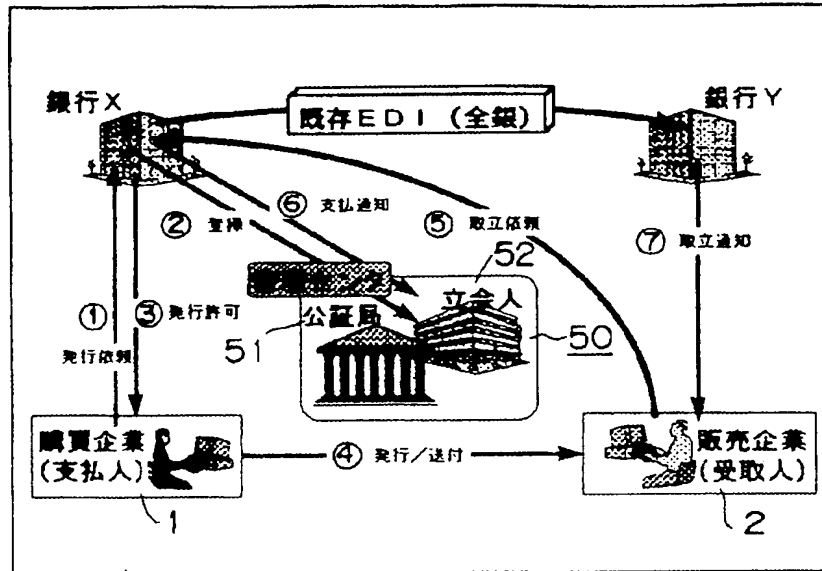 銀行X
既存EDI(全銀)
銀行Y
② 登録
⑥ 支払通知
⑤ 取立依頼
⑦ 取立通知
① 発行依頼
③ 発行許可
52
立会人
公証局
51
50
購買企業
(支払人)
④ 発行/送付
販売企業
(受取人)
1
2